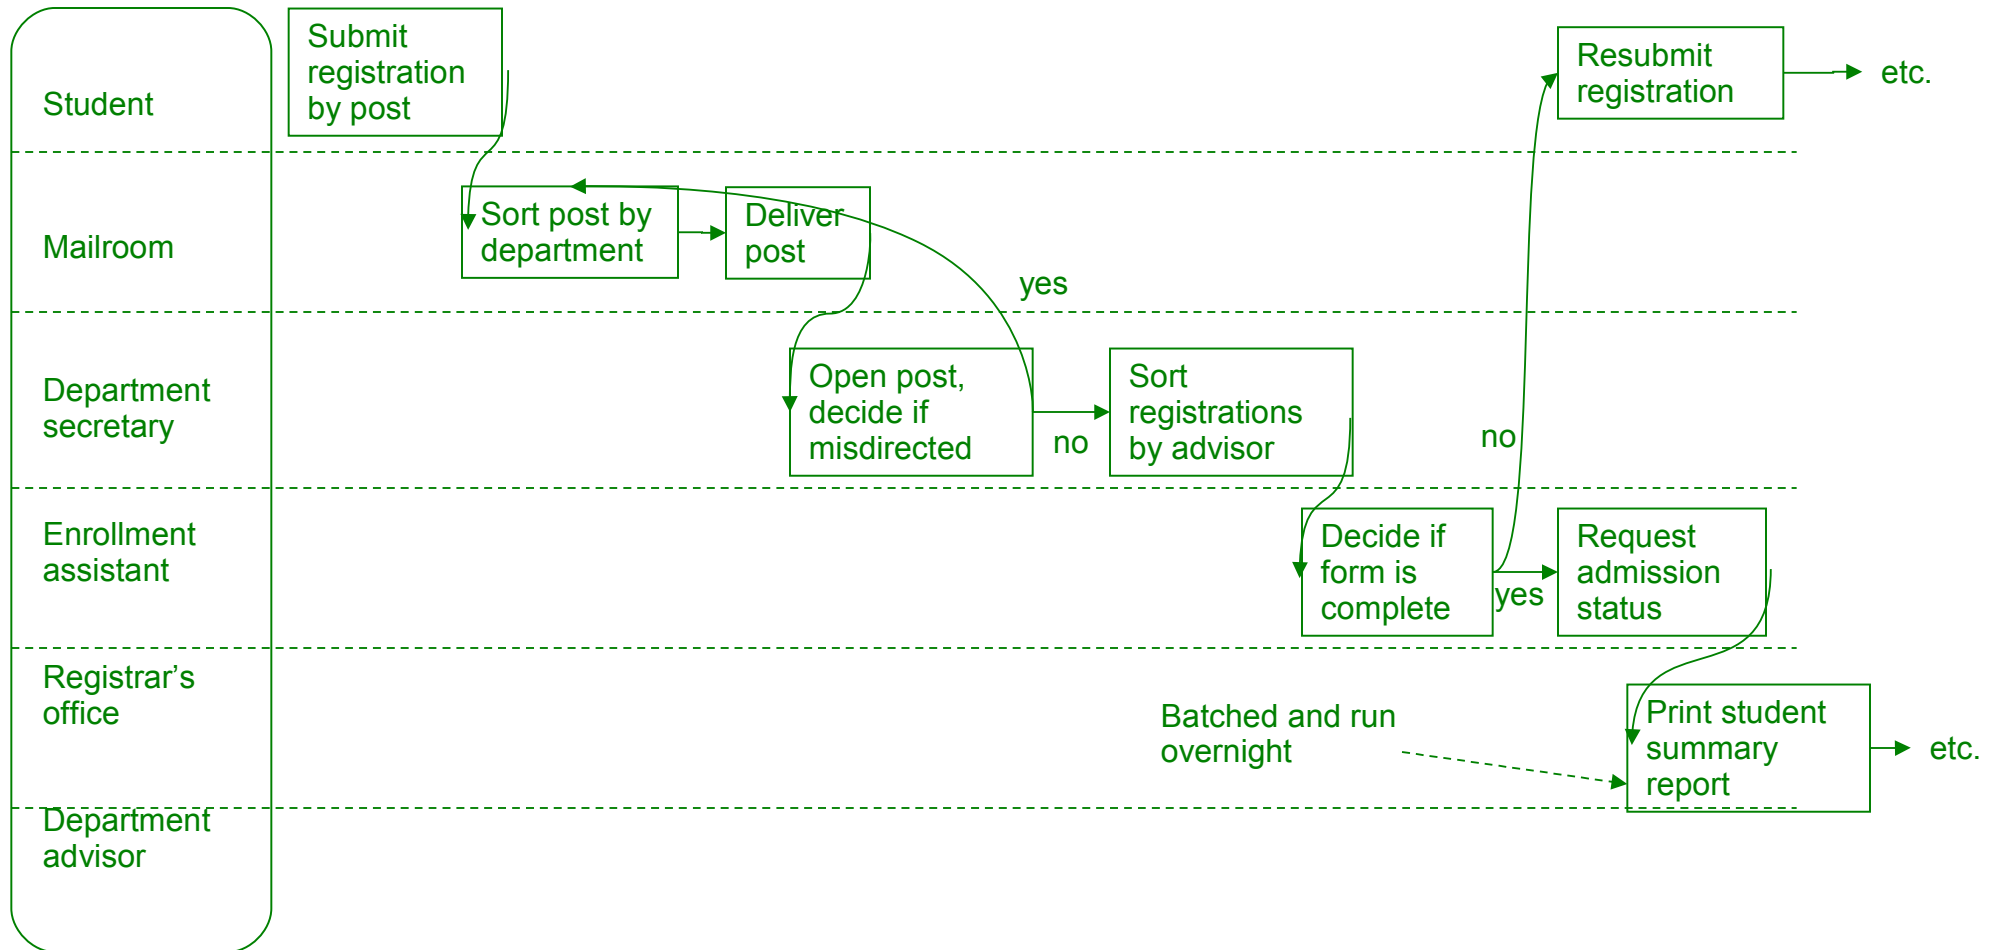 Student
Submit
registration
by post
Resubmit
registration
etc.
Mailroom
Sort post by
department
Deliver
post
yes
Department
secretary
Open post,
decide if
misdirected
no
Sort
registrations
by advisor
no
Enrollment
assistant
Decide if
form is
complete
yes
Request
admission
status
Registrar’s
office
Batched and run
overnight
Print student
summary
report
etc.
Department
advisor